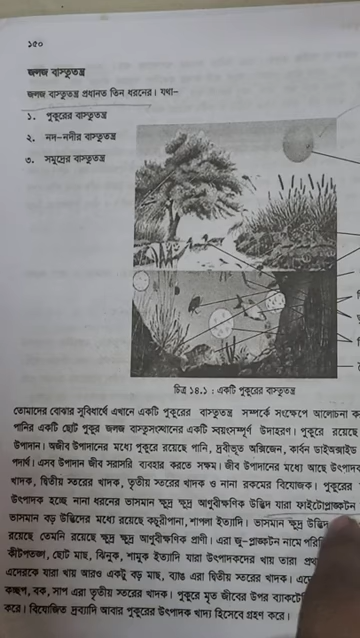 ১৫০
জলজ বাস্তুতন্ত্র
জলজ বাস্তুতন্ত্র প্রধানত তিন ধরনের। যথা–
১। পুকুরের বাস্তুতন্ত্র
২। নদ-নদীর বাস্তুতন্ত্র
৩। সমুদ্রের বাস্তুতন্ত্র
চিত্র ১৪.১ : একটি পুকুরের বাস্তুতন্ত্র
তোমাদের বোঝার সুবিধার্থে এখানে একটি পুকুরের বাস্তুতন্ত্র সম্পর্কে সংক্ষেপে আলোচনা
পানির একটি ছোট পুকুর জলজ বাস্তুসংস্থানের একটি স্বয়ংসম্পূর্ণ উদাহরণ। পুকুরে রয়েছে
উপাদান। অজীব উপাদানের মধ্যে পুকুরে রয়েছে পানি, দ্রবীভূত অক্সিজেন, কার্বন ডাইঅক্সাইড
পদার্থ। এসব উপাদান জীব সরাসরি ব্যবহার করতে সক্ষম। জীব উপাদানের মধ্যে আছে উৎপাদক
খাদক, দ্বিতীয় স্তরের খাদক, তৃতীয় স্তরের খাদক ও নানা রকমের বিযোজক। পুকুরের
উৎপাদক হচ্ছে নানা ধরনের ভাসমান ক্ষুদ্র ক্ষুদ্র আণুবীক্ষণিক উদ্ভিদ যারা ফাইটোপ্লাঙ্কটন
ভাসমান বড় উদ্ভিদের মধ্যে রয়েছে কচুরীপানা, শাপলা ইত্যাদি। ভাসমান ক্ষুদ্র উদ্ভিদ
রয়েছে তেমনি রয়েছে ক্ষুদ্র ক্ষুদ্র আণুবীক্ষণিক প্রাণী। এরা জু-প্লাঙ্কটন নামে
কীটপতঙ্গ, ছোট মাছ, ঝিনুক, শামুক ইত্যাদি যারা উৎপাদকদের খায় তারা
এদেরকে যারা খায় আরও একটু বড় মাছ, ব্যাঙ এরা দ্বিতীয় স্তরের খাদক।
কচ্ছপ, বক, সাপ এরা তৃতীয় স্তরের খাদক। পুকুরে মৃত জীবের উপর
করে। বিযোজিত দ্রব্যাদি আবার পুকুরের উৎপাদক খাদ্য হিসেবে গ্রহণ করে।